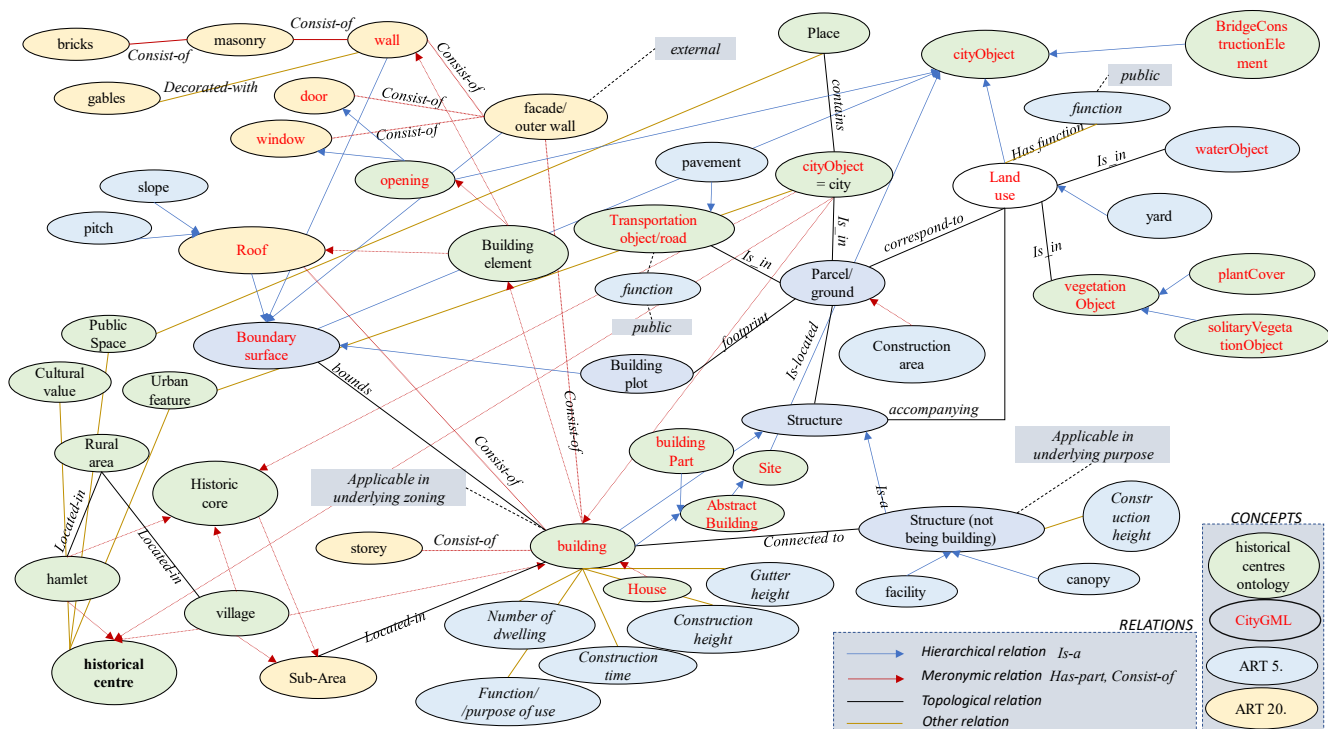 bricks
Consist-of
masonry
Consist-of
wall
Consist-of
gables
Decorated-with
door
Consist-of
window
Consist-of
facade/
outer wall
external
Place
contains
cityObject
BridgeCons
tructionEle
ment
public
function
Has function
Is_in
waterObject
Land
use
yard
Is_in
vegetation
Object
plantCover
solitaryVegeta
tionObject
slope
pitch
Roof
opening
pavement
cityObject
= city
Transportation
object/road
Is_in
Is_in
correspond-to
Building
element
function
public
Parcel/
ground
footprint
Is-located
Construction
area
Building
plot
Public
Space
Boundary
surface
bounds
Cultural
value
Urban
feature
Rural
area
Historic
core
Located-in
Located-in
hamlet
village
historical
centre
Sub-Area
Located-in
Applicable in
underlying zoning
Consist-of
Consist-of
storey
Consist-of
building
building
Part
Site
Abstract
Building
Structure
accompanying
Is-a
Applicable in
underlying purpose
Structure (not
being building)
Connected to
Constr
uction
height
facility
canopy
House
Gutter
height
Construction
height
Number of
dwelling
Construction
time
Function/
/purpose of use
RELATIONS
Hierarchical relation Is-a
Meronymic relation Has-part, Consist-of
Topological relation
Other relation
CONCEPTS
historical
centres
ontology
CityGML
ART 5.
ART 20.